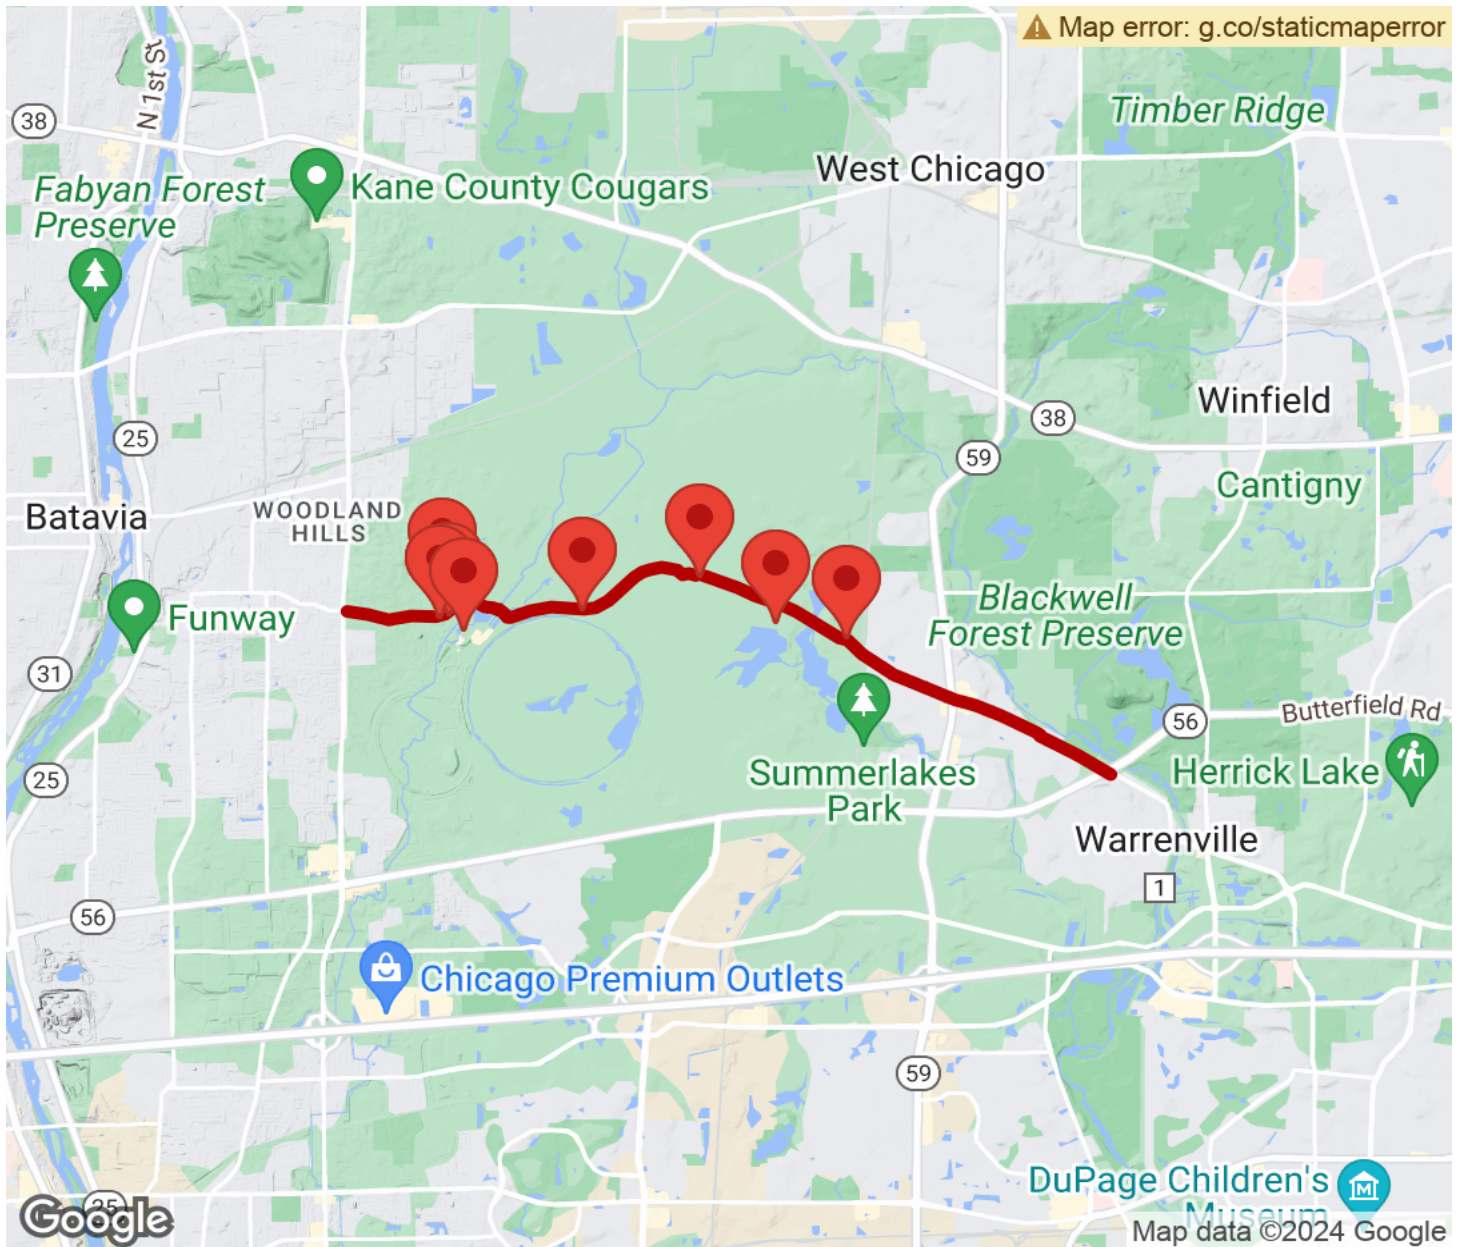 Map error: g.co/staticmaperror
N 1st St
38
Timber Ridge
West Chicago
Fabyan Forest
Preserve
Kane County Cougars
Winfield
38
25
59
Cantigny
Batavia
WOODLAND
HILLS
Blackwell
Forest Preserve
Funway
31
Butterfield Rd
56
Summerlakes
Park
Herrick Lake
25
Warrenville
1
56
Chicago Premium Outlets
59
DuPage Children's
Museum
25
Google
Map data ©2024 Google